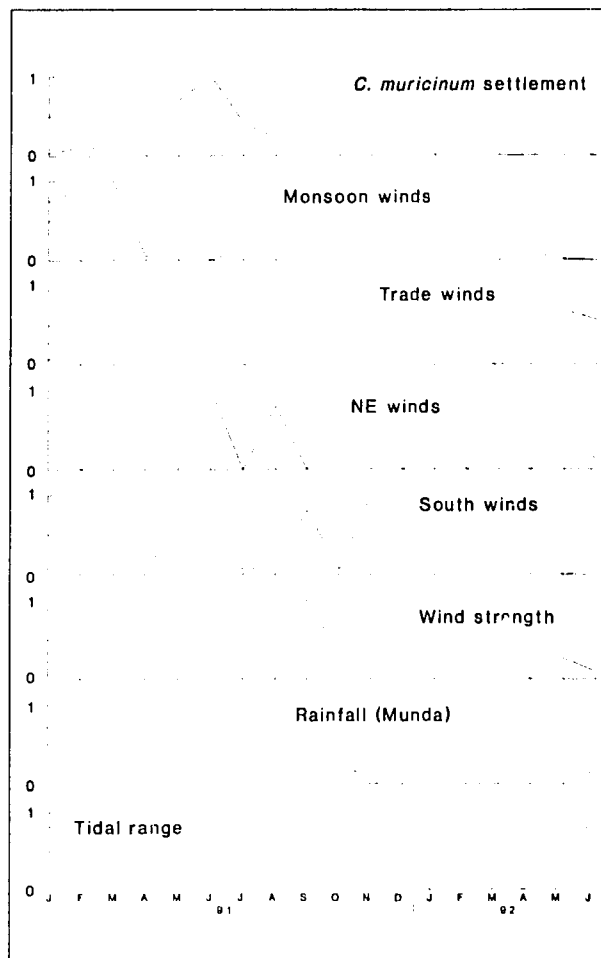 1
C. muricinum settlement
0
1
Monsoon winds
0
1
Trade winds
0
1
NE winds
0
1
South winds
0
1
Wind strength
0
1
Rainfall (Munda)
0
1
Tidal range
0
J F M A M J J A S O N D J F M A M J
91 92